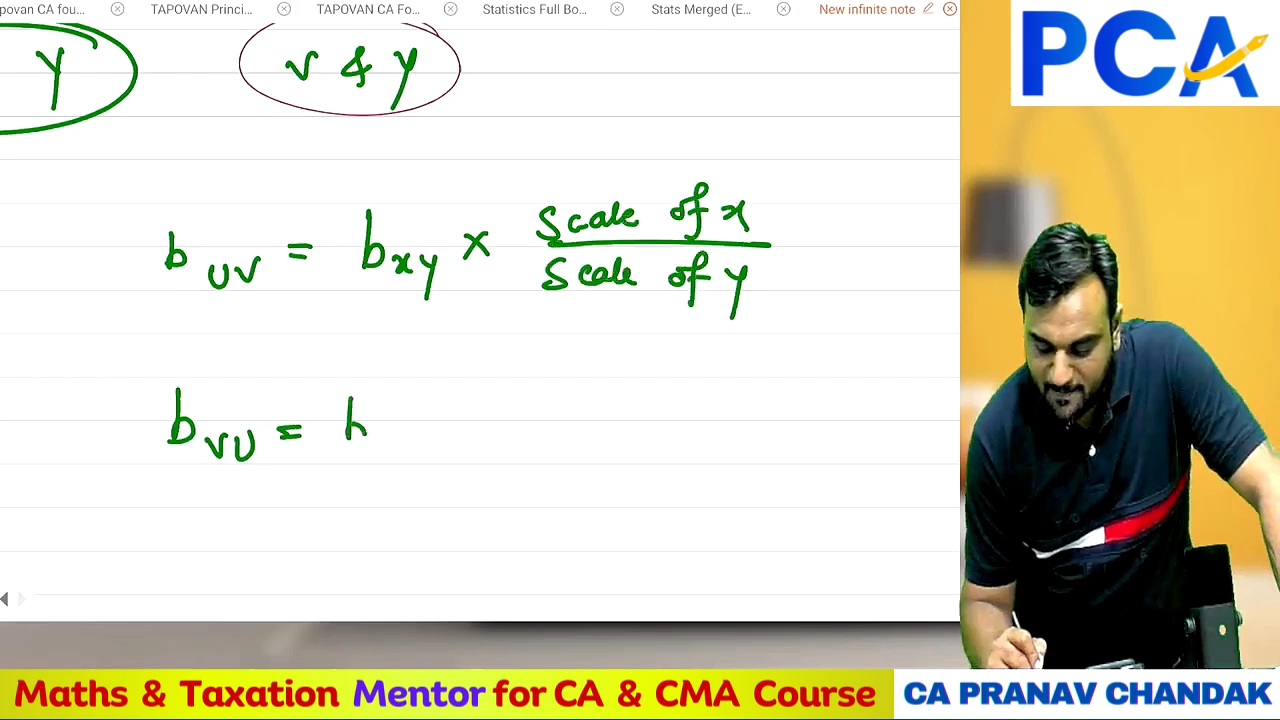 povan CA fou... TAPOVAN Princi... TAPOVAN CA Fo... Statistics Full Bo... Stats Merged (E... New infinite note
PCA
y v & y
b uv = bxy × Scale of x
Scale of y
b vu = b
Maths & Taxation Mentor for CA & CMA Course
CA PRANAV CHANDAK